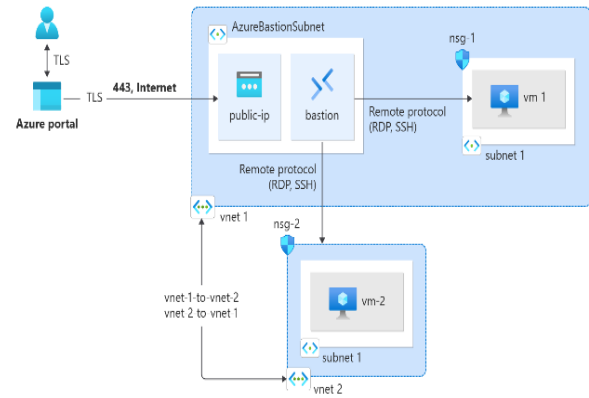 AzureBastionSubnet
nsg-1
TLS
TLS
443, Internet
Azure portal
public-ip
bastion
Remote protocol
(RDP, SSH)
vm 1
subnet 1
Remote protocol
(RDP, SSH)
vnet 1
nsg-2
vnet-1-to-vnet-2
vnet 2 to vnet 1
vm-2
subnet 1
vnet 2